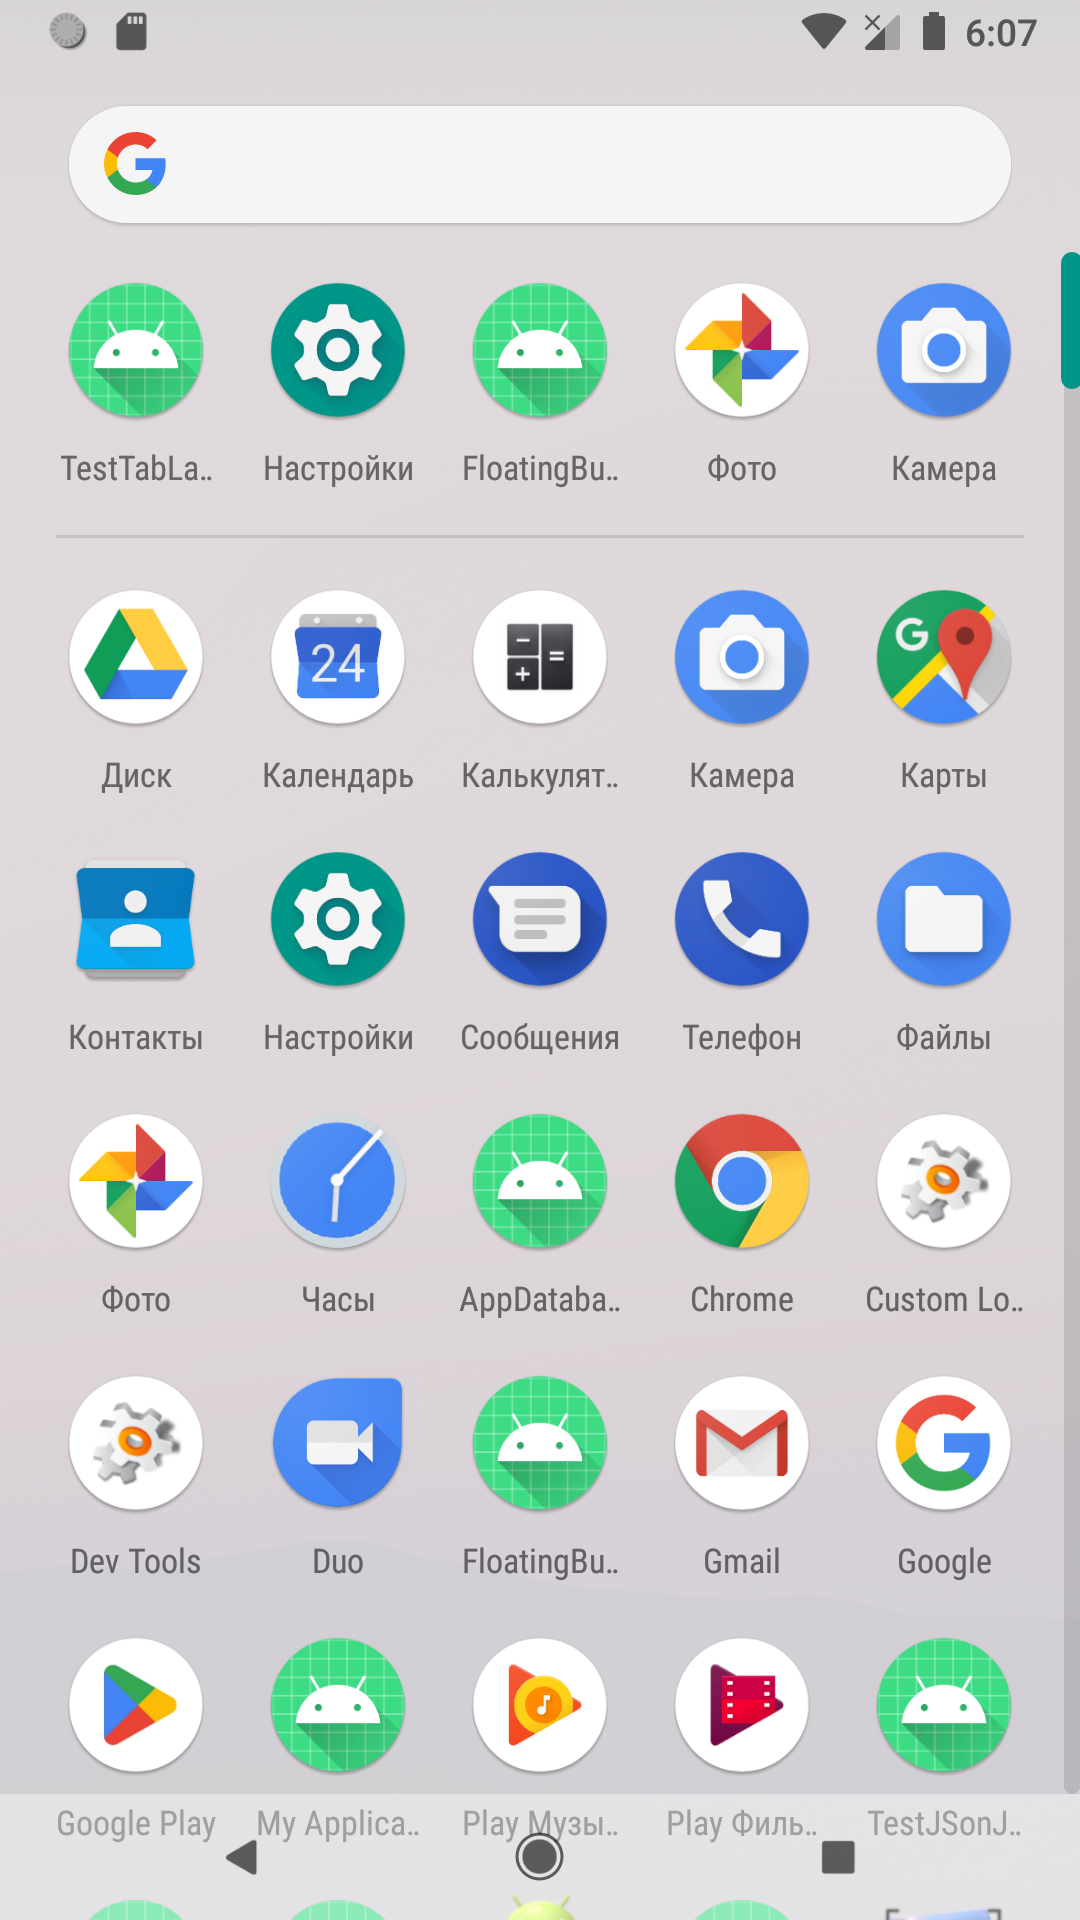 6:07
TestTabLa.. Настройки FloatingBu.. Фото Камера
24
Диск Календарь Калькулят.. Камера Карты
Контакты Настройки Сообщения Телефон Файлы
Фото Часы AppDataba.. Chrome Custom Lo..
Dev Tools Duo FloatingBu.. Gmail Google
Google Play My Applica.. Play Музы.. Play Филь.. TestJSonJ..